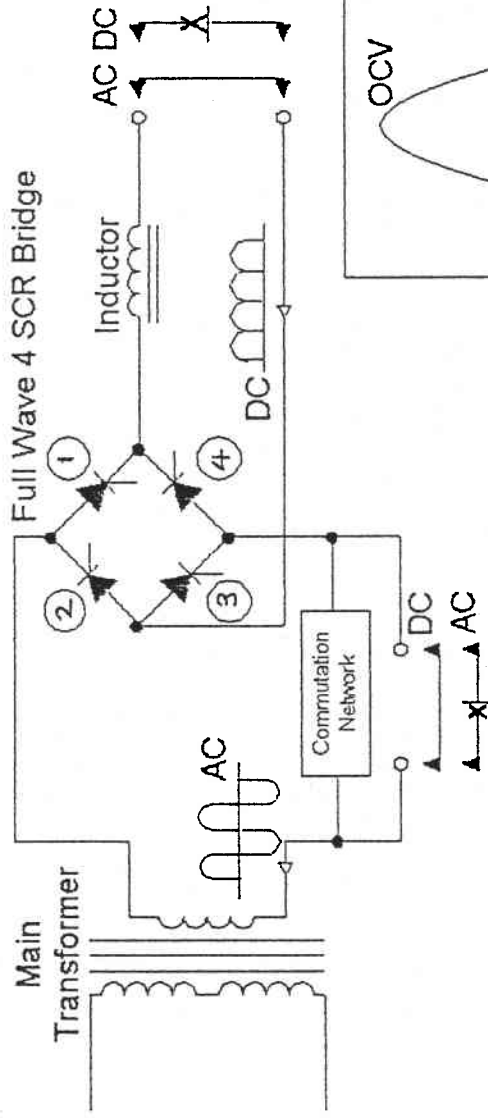 Full Wave 4 SCR Bridge
Main
Transformer
AC
1
2
3
4
Inductor
AC DC
DC
Commutation
Network
DC
AC
OCV